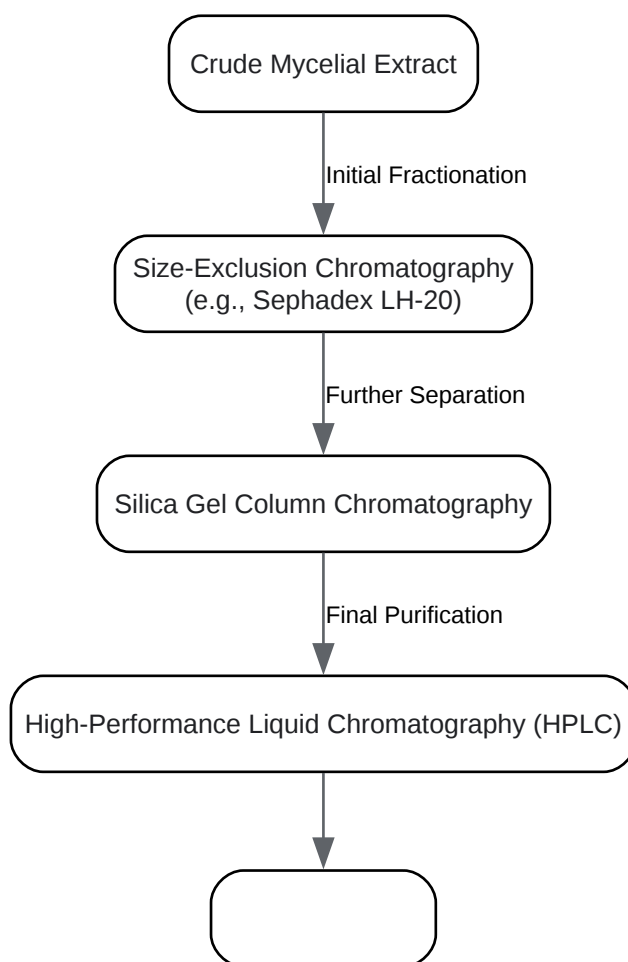 Crude Mycelial Extract
Initial Fractionation
Size-Exclusion Chromatography
(e.g., Sephadex LH-20)
Further Separation
Silica Gel Column Chromatography
Final Purification
High-Performance Liquid Chromatography (HPLC)